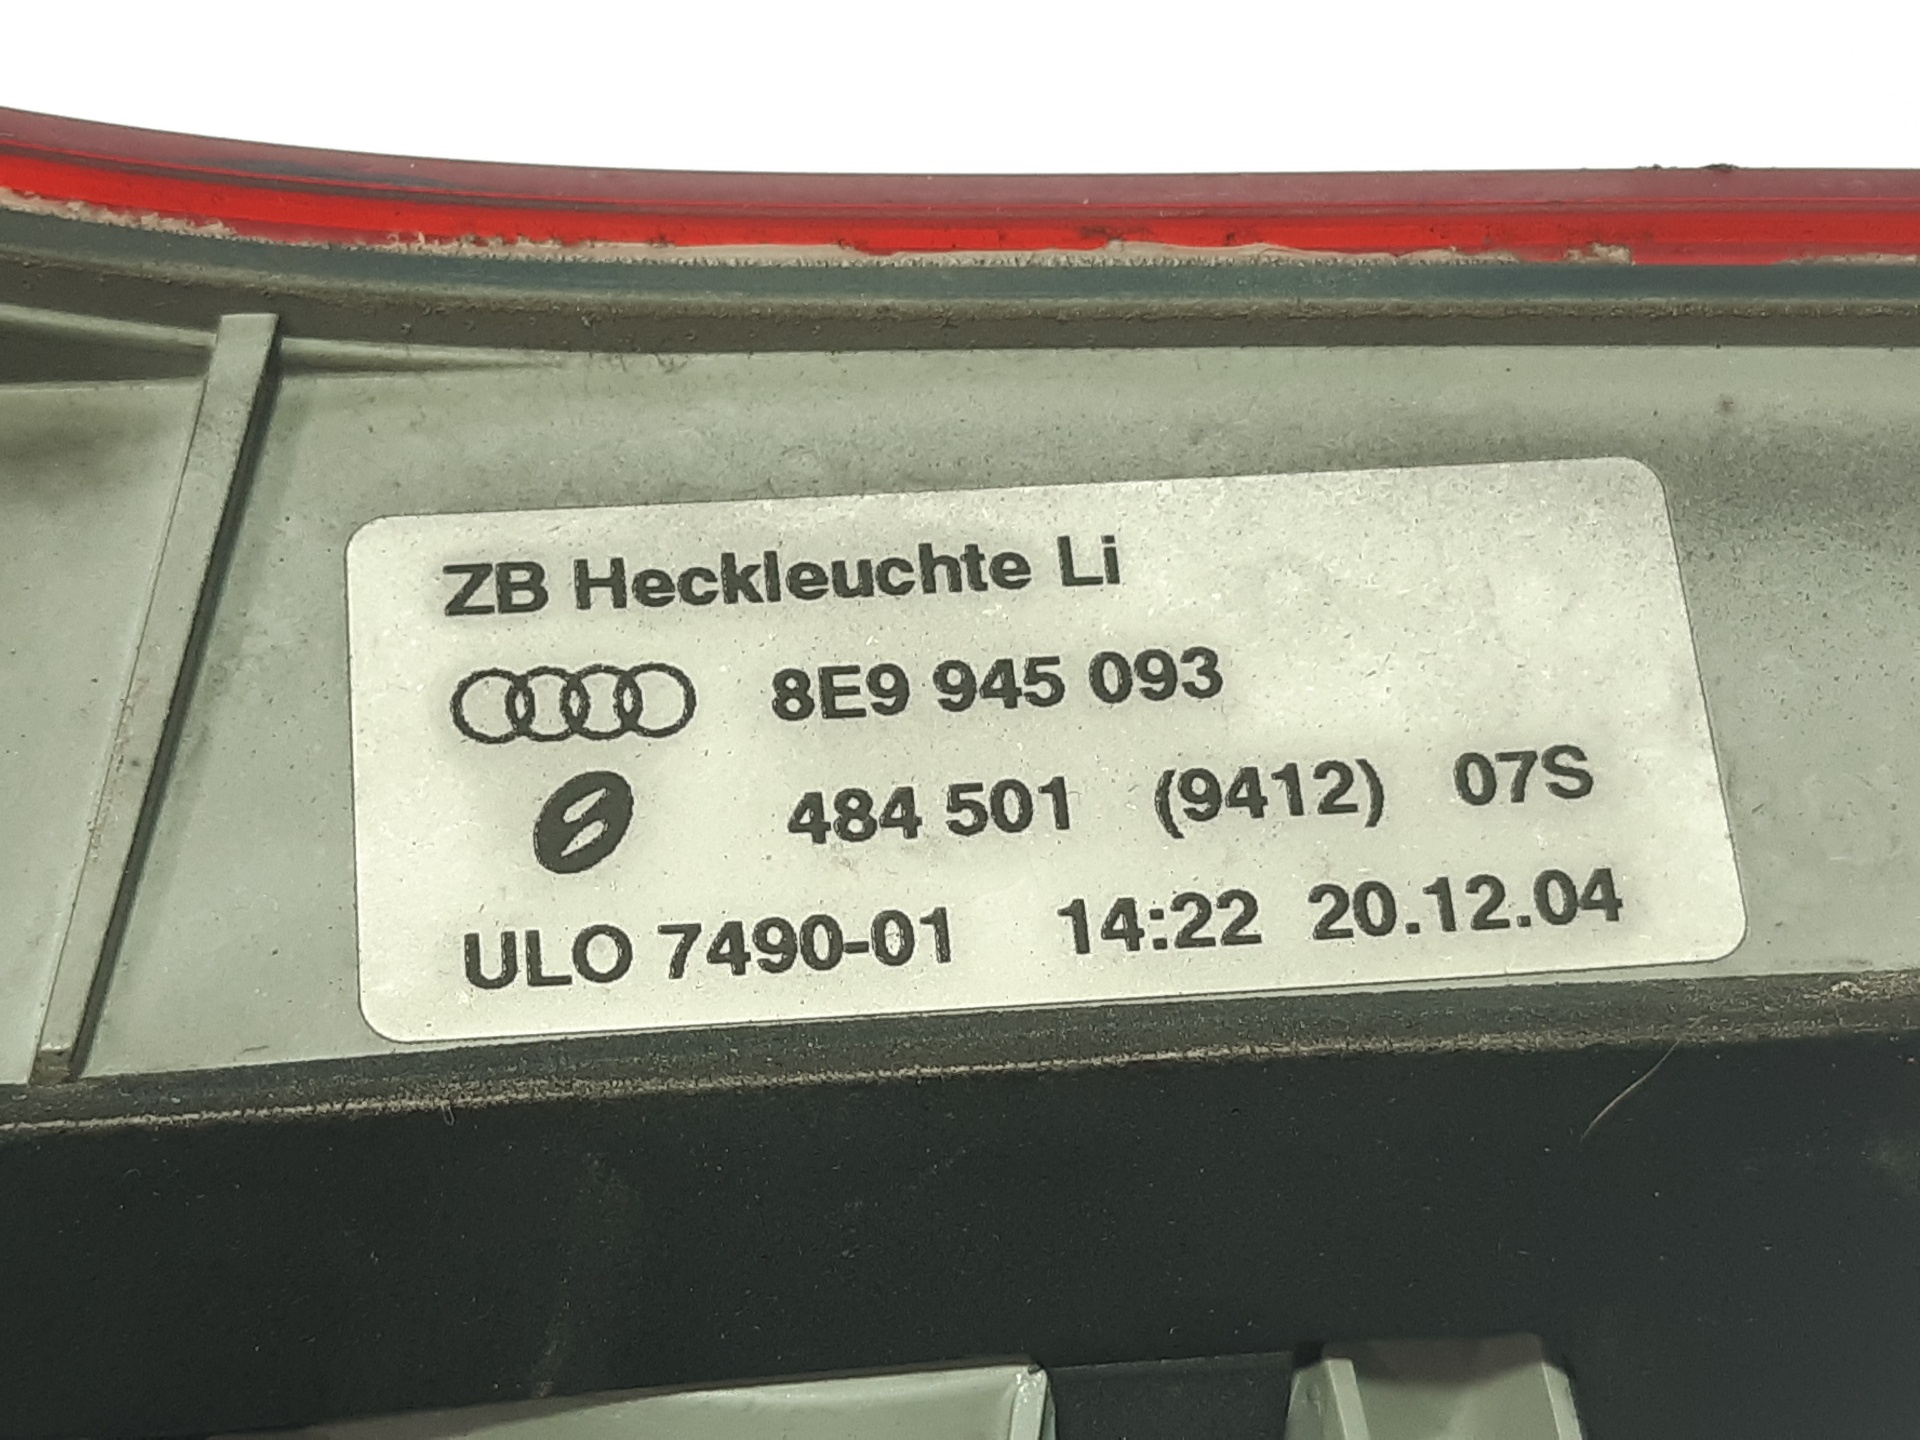 ZB Heckleuchte Li
8E9 945 093
484 501 (9412) 07S
ULO 7490-01 14:22 20.12.04